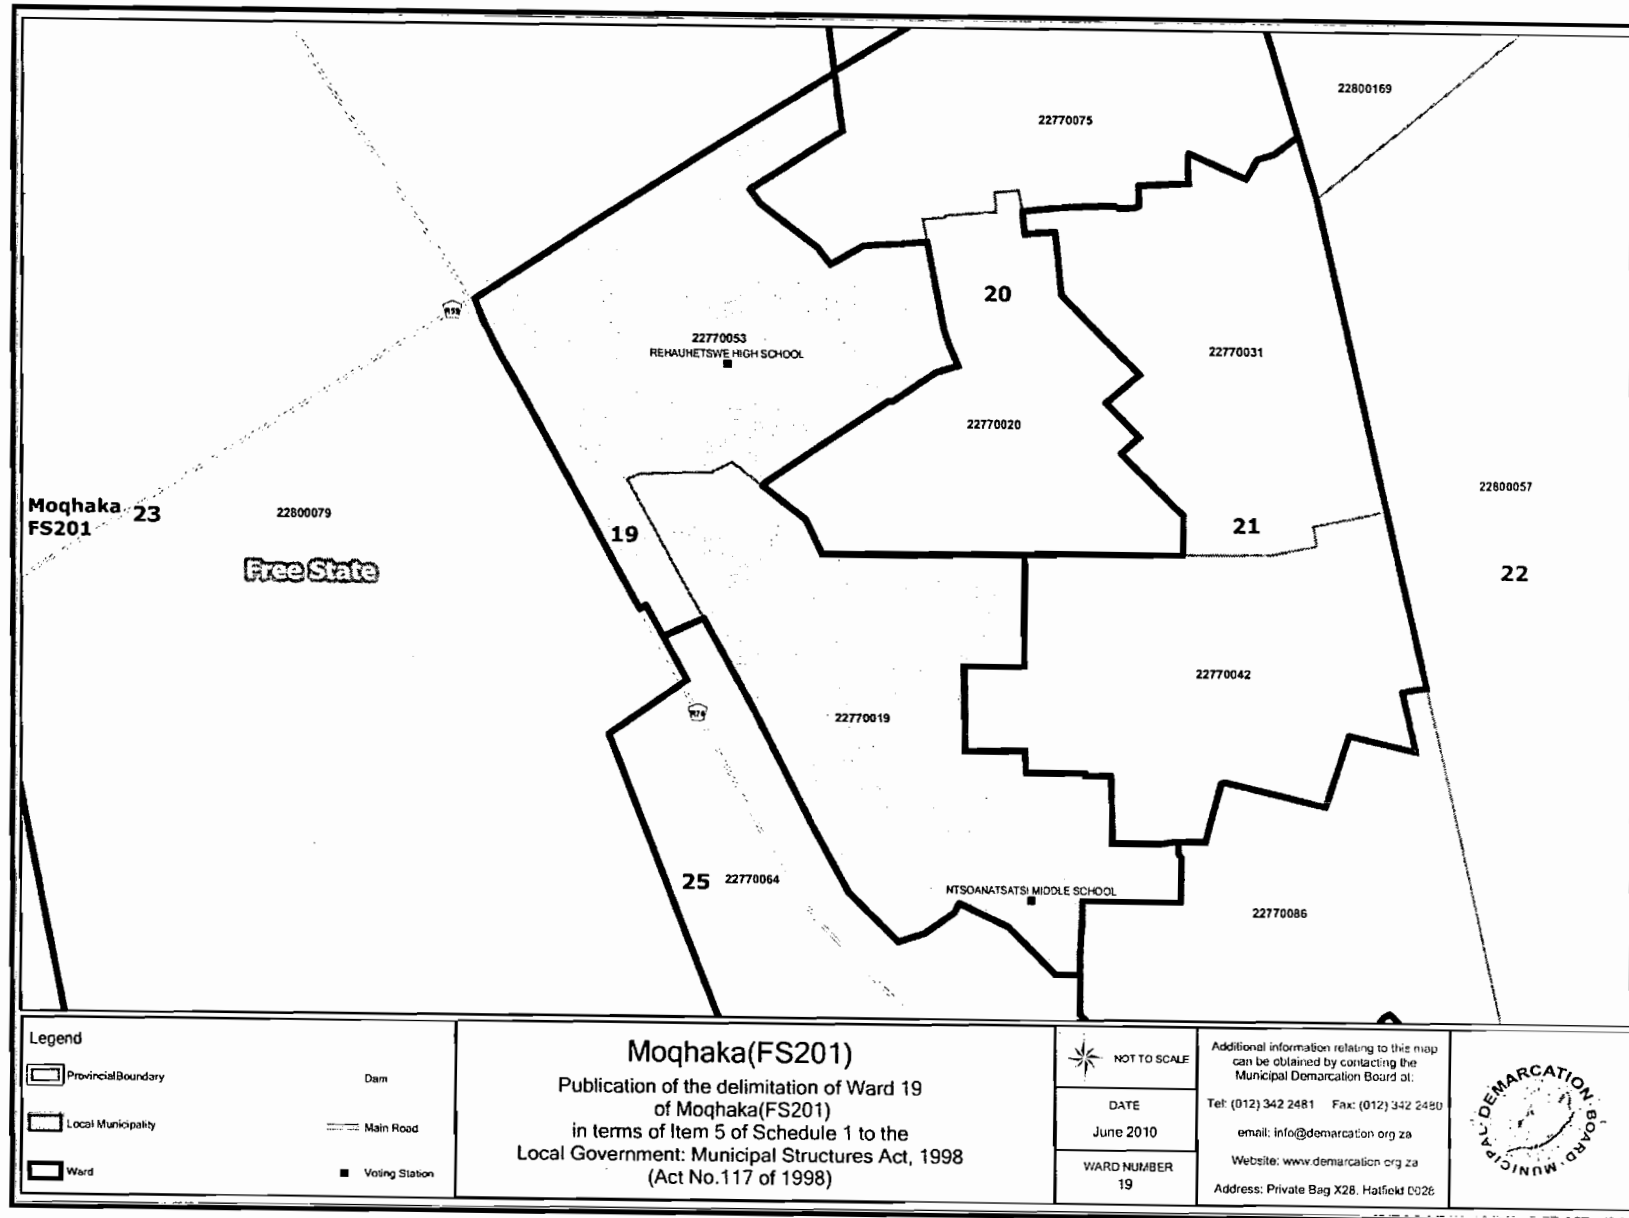 22800169
22770075
20
R59
22770053
REHAUHETSWE HIGH SCHOOL
22770031
22770020
22800057
Moqhaka 23
FS201
22800079
19
21
Free State
22
22770042
R76
22770019
25 22770064
NTSOANATSATSI MIDDLE SCHOOL
22770086
Legend
Provincial Boundary
Dam
Local Municipality
Main Road
Ward
Voting Station
Moqhaka(FS201)
Publication of the delimitation of Ward 19
of Moqhaka(FS201)
in terms of Item 5 of Schedule 1 to the
Local Government: Municipal Structures Act, 1998
(Act No.117 of 1998)
NOT TO SCALE
DATE
June 2010
WARD NUMBER
19
Additional information relating to this map
can be obtained by contacting the
Municipal Demarcation Board at:
Tel: (012) 342 2481 Fax: (012) 342 2480
email: info@demarcation org za
Website: www.demarcation org za
Address: Private Bag X28, Hatfield 0028
MUNICIPAL DEMARCATION BOARD